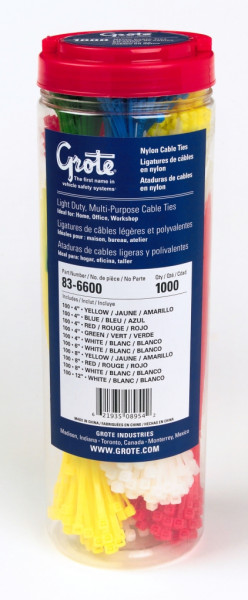 Grote
1000
Grote
The first name in
vehicle safety systems
Nylon Cable Ties
Ligatures de câbles
en nylon
Ataduras de cables
en nylon
Light Duty, Multi-Purpose Cable Ties
Ideal for: Home, Office, Workshop
Ligatures de câbles légères et polyvalents
Idéales pour: maison, bureau, atelier
Ataduras de cables ligeras y polivalentes
Ideal para: hogar, oficina, taller
Part Number / No. de pièce / No Parte
Qty / Qté / Ctad
83-6600
1000
Includes / Inclut / Incluye
100 - 4" YELLOW / JAUNE / AMARILLO
100 - 4" BLUE / BLEU / AZUL
100 - 4" RED / ROUGE / ROJO
100 - 4" GREEN / VERT / VERDE
100 - 4" WHITE / BLANC / BLANCO
100 - 6" WHITE / BLANC / BLANCO
100 - 8" YELLOW / JAUNE / AMARILLO
100 - 8" RED / ROUGE / ROJO
100 - 8" WHITE / BLANC / BLANCO
100 - 12" WHITE / BLANC / BLANCO
6 21935 08954 2
MADE IN CHINA / FABRIQUÉES EN CHINE / HECHAS EN CHINA
GROTE INDUSTRIES
Madison, Indiana - Toronto, Canada - Monterrey, Mexico
WWW.GROTE.COM